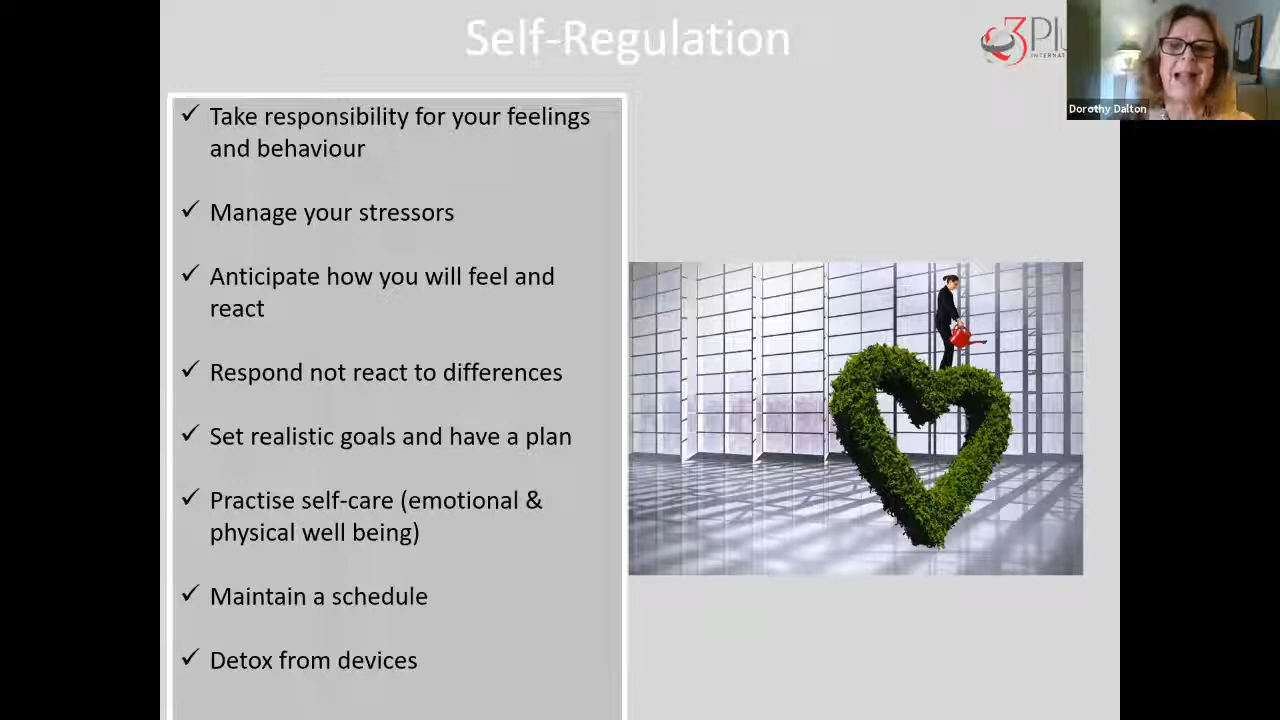 Self-Regulation
3
Dorothy Dalton
✓ Take responsibility for your feelings
and behaviour
✓ Manage your stressors
✓ Anticipate how you will feel and
react
✓ Respond not react to differences
✓ Set realistic goals and have a plan
✓ Practise self-care (emotional &
physical well being)
✓ Maintain a schedule
✓ Detox from devices